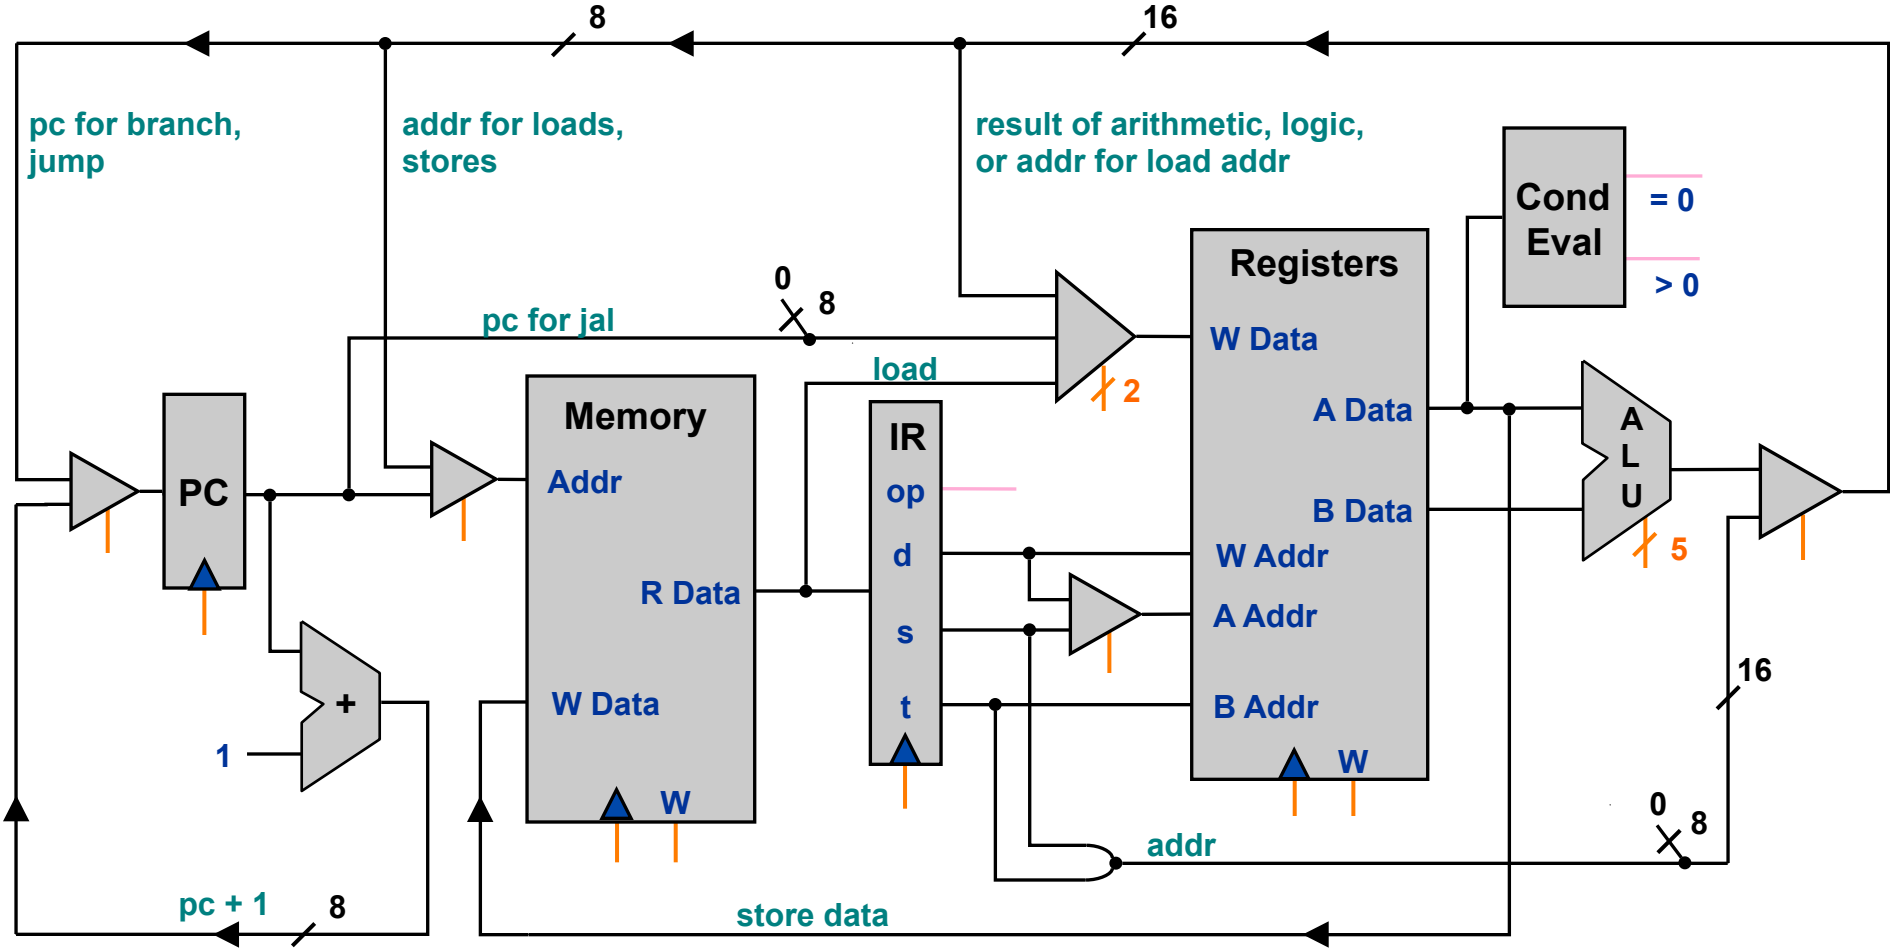 8
16
pc for branch,
jump
addr for loads,
stores
result of arithmetic, logic,
or addr for load addr
Cond
Eval
= 0
> 0
Registers
0
8
pc for jal
W Data
load
2
Memory
IR
A Data
A
L
U
PC
Addr
op
B Data
5
d
W Addr
R Data
s
A Addr
+
W Data
t
B Addr
1
16
W
W
0
8
addr
pc + 1
8
store data